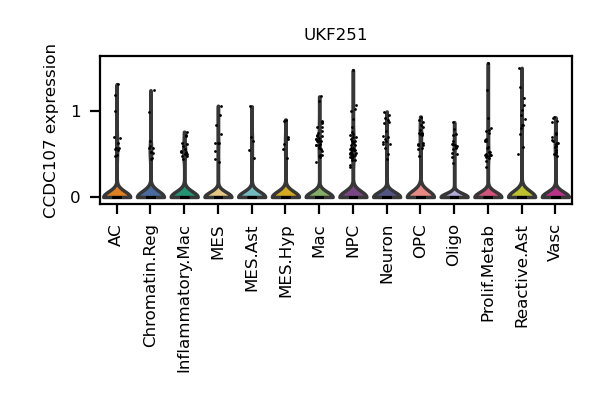 UKF251
CCDC107 expression
1
0
AC
Chromatin.Reg
Inflammatory.Mac
MES
MES.Ast
MES.Hyp
Mac
NPC
Neuron
OPC
Oligo
Prolif.Metab
Reactive.Ast
Vasc